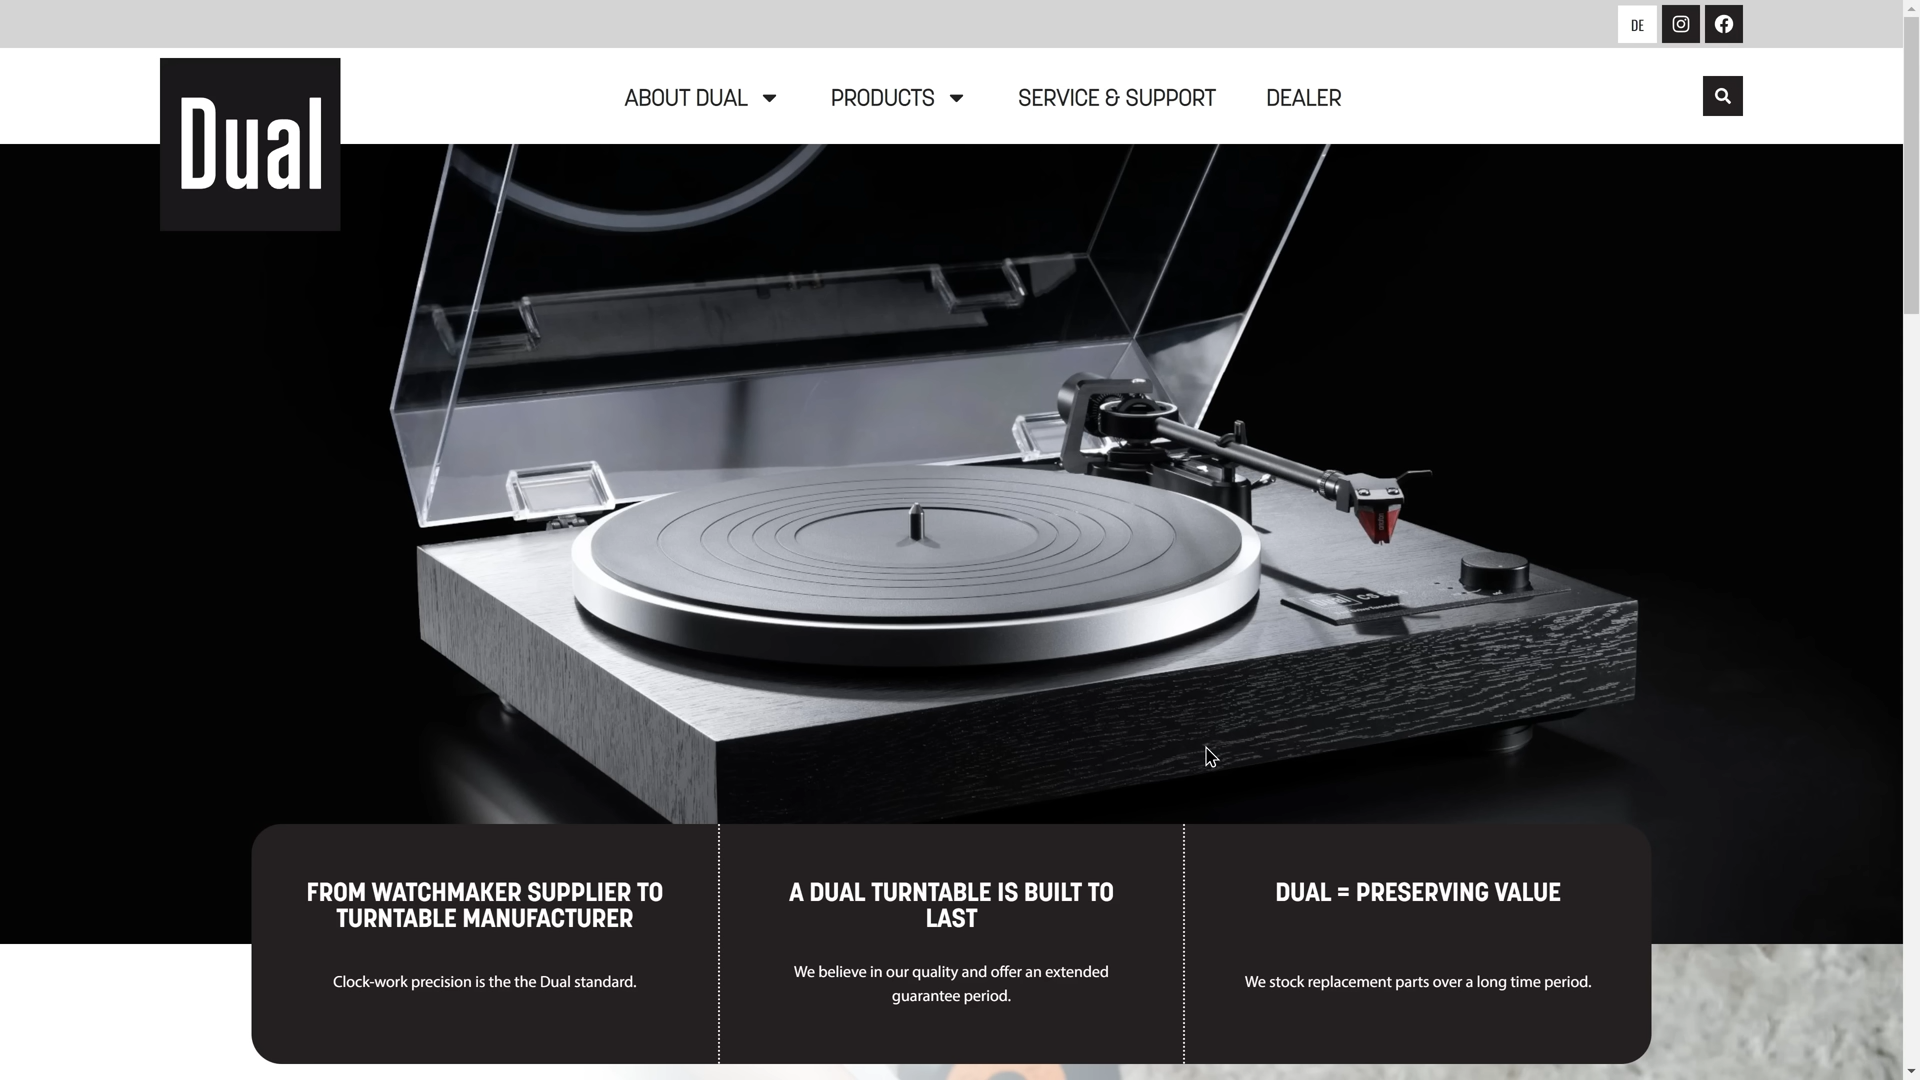 DE
Dual
ABOUT DUAL
PRODUCTS
SERVICE & SUPPORT
DEALER
Dual CS
FROM WATCHMAKER SUPPLIER TO
TURNTABLE MANUFACTURER
Clock-work precision is the the Dual standard.
A DUAL TURNTABLE IS BUILT TO
LAST
We believe in our quality and offer an extended
guarantee period.
DUAL = PRESERVING VALUE
We stock replacement parts over a long time period.